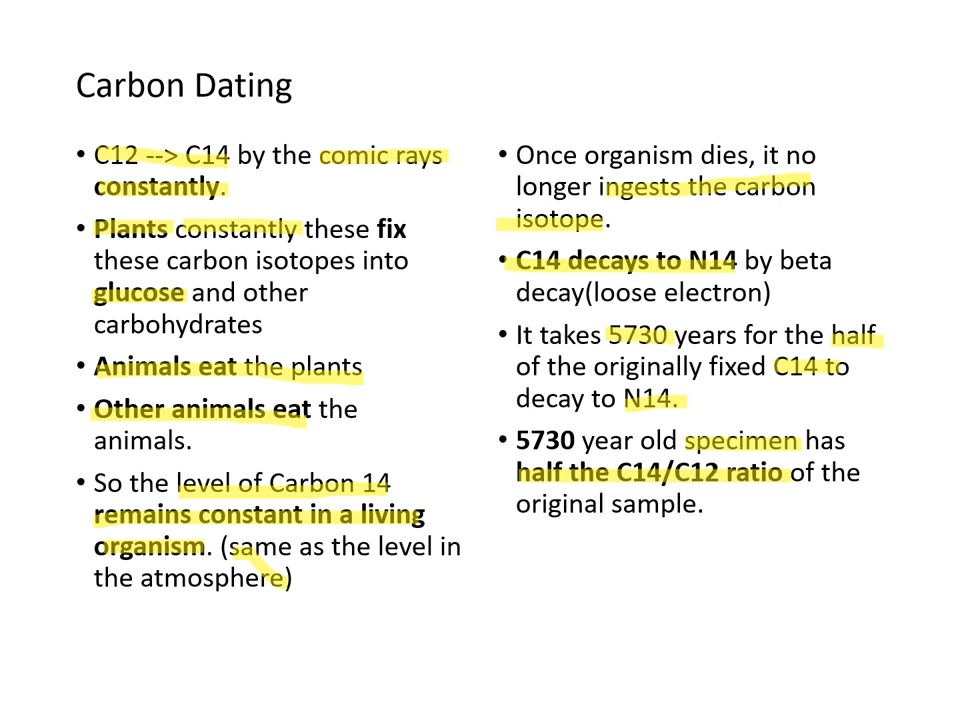 Carbon Dating
• C12 --> C14 by the comic rays
constantly.
• Plants constantly these fix
these carbon isotopes into
glucose and other
carbohydrates
• Animals eat the plants
• Other animals eat the
animals.
• So the level of Carbon 14
remains constant in a living
organism. (same as the level in
the atmosphere)
• Once organism dies, it no
longer ingests the carbon
isotope.
• C14 decays to N14 by beta
decay(loose electron)
• It takes 5730 years for the half
of the originally fixed C14 to
decay to N14.
• 5730 year old specimen has
half the C14/C12 ratio of the
original sample.